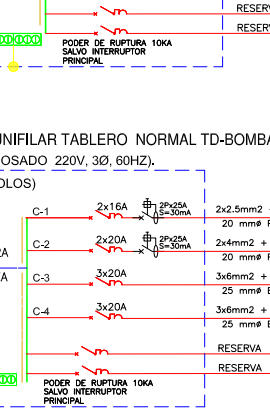 RESERV
RESERV
PODER DE RUPTURA 10KA
SALVO INTERRUPTOR
PRINCIPAL
UNIFILAR TABLERO NORMAL TD-BOMBA
OSADO 220V, 3Ø, 60HZ).
OLOS)
C-1 2x16A 2Px25A S=30mA 2x2.5mm2
20 mmø
C-2 2x20A 2Px25A S=30mA 2x4mm2 +
20 mmø
C-3 3x20A 3x6mm2 +
25 mmø
C-4 3x20A 3x6mm2 +
25 mmø
RESERVA
RESERVA
PODER DE RUPTURA 10KA
SALVO INTERRUPTOR
PRINCIPAL